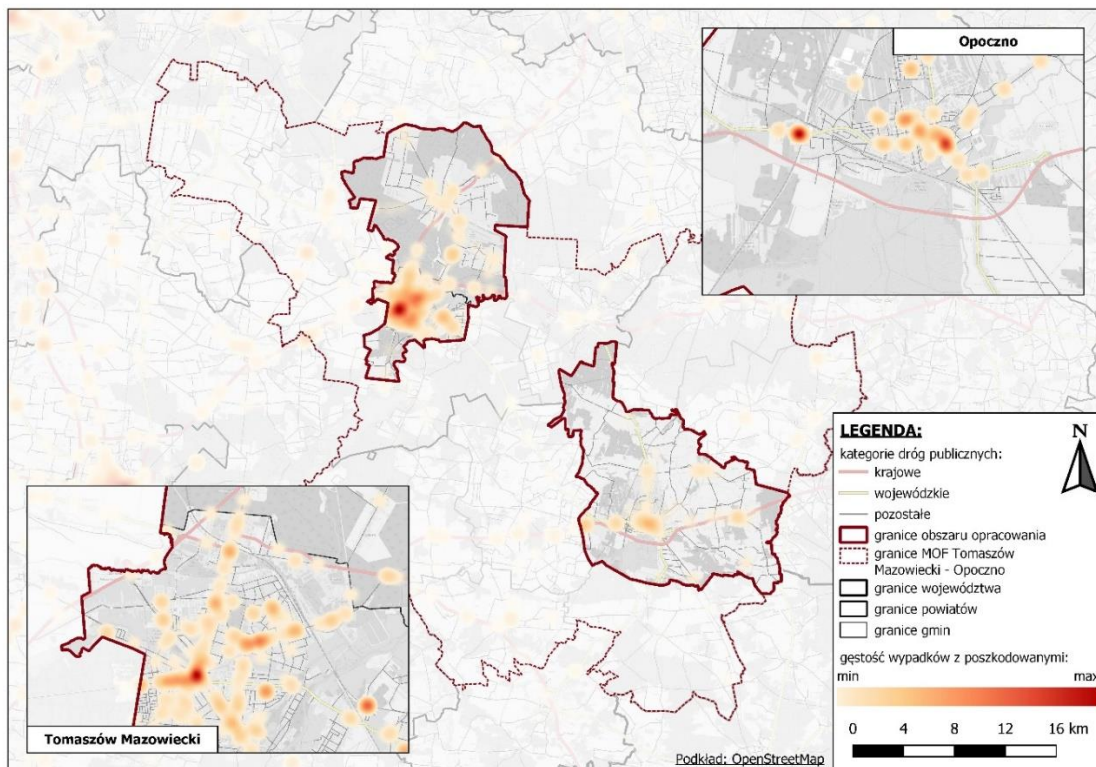 Opoczno
LEGENDA:
N
kategorie dróg publicznych:
krajowe
wojewódzkie
pozostałe
granice obszaru opracowania
granice MOF Tomaszów
Mazowiecki - Opoczno
granice województwa
granice powiatów
granice gmin
gęstość wypadków z poszkodowanymi:
min max
0 4 8 12 16 km
Tomaszów Mazowiecki
Podkład: OpenStreetMap